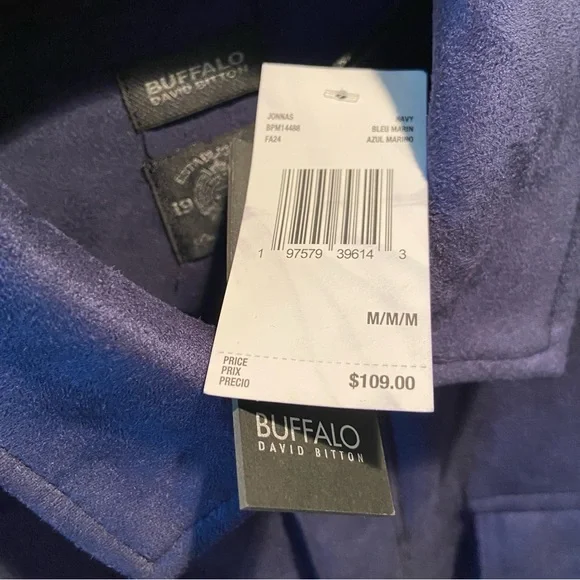 BUFFALO
DAVID BITTON
19
JONNAS
BPM14486
FA24
NAVY
BLEU MARIN
AZUL MARINO
1 97579 39614 3
M/M/M
PRICE
PRIX
PRECIO
$109.00
BUFFALO
DAVID BITTON